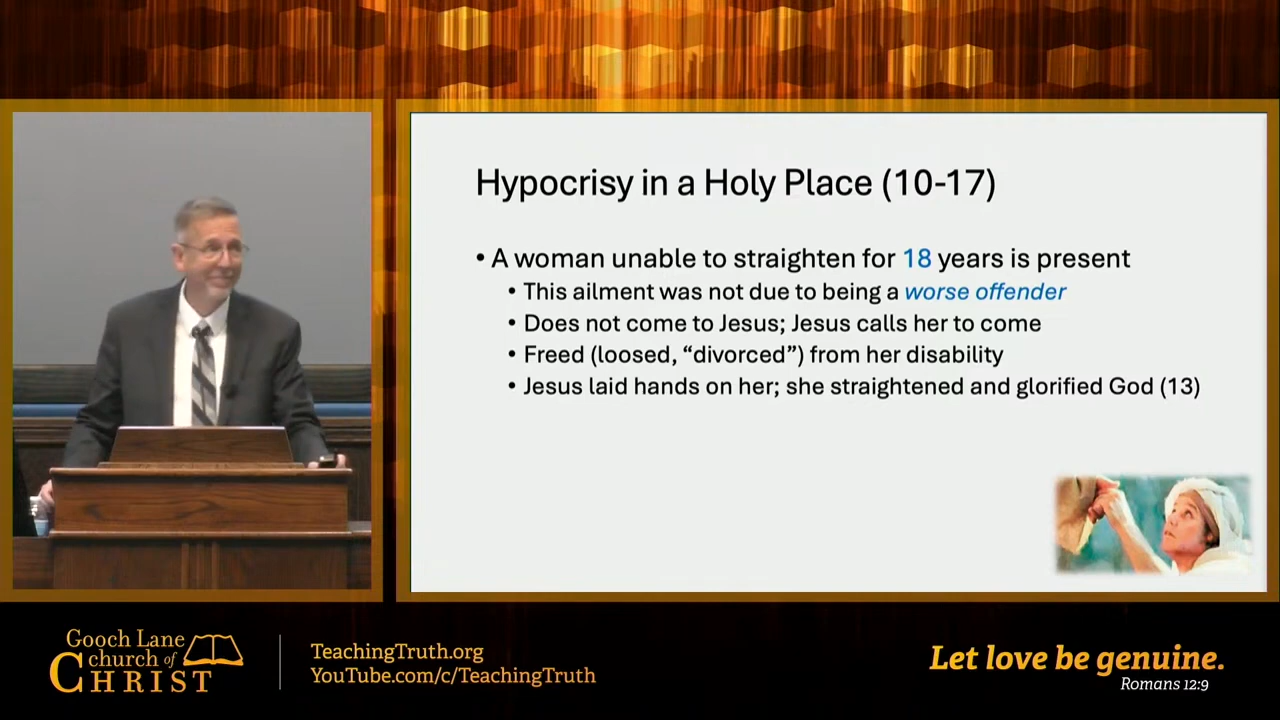 Hypocrisy in a Holy Place (10-17)
• A woman unable to straighten for 18 years is present
• This ailment was not due to being a worse offender
• Does not come to Jesus; Jesus calls her to come
• Freed (loosed, “divorced”) from her disability
• Jesus laid hands on her; she straightened and glorified God (13)
Gooch Lane
church of
CHRIST
TeachingTruth.org
YouTube.com/c/TeachingTruth
Let love be genuine.
Romans 12:9